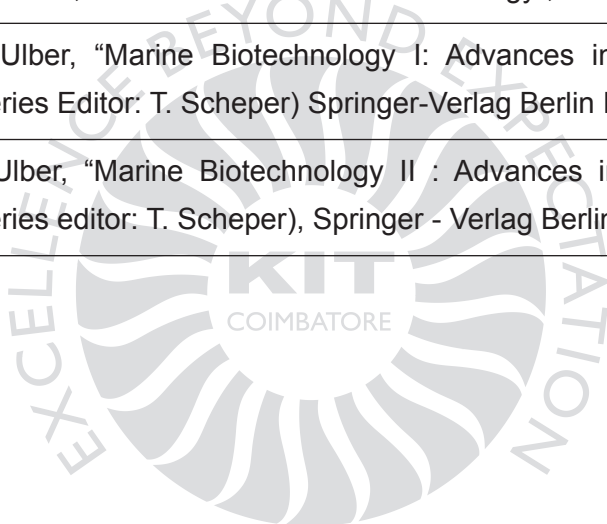 Ulber, “Marine Biotechnology I: Advances in
ries Editor: T. Scheper) Springer-Verlag Berlin
Ulber, “Marine Biotechnology II : Advances in
ries editor: T. Scheper), Springer - Verlag Berlin
EXCELLENCE BEYOND EXPECTATION
KIT
COIMBATORE